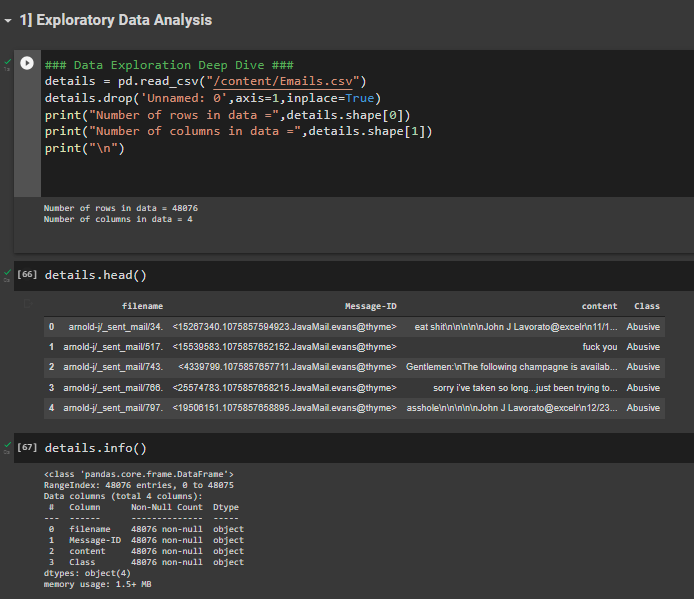 1] Exploratory Data Analysis
### Data Exploration Deep Dive ###
details = pd.read_csv("/content/Emails.csv")
details.drop('Unnamed: 0',axis=1,inplace=True)
print("Number of rows in data =",details.shape[0])
print("Number of columns in data =",details.shape[1])
print("\n")
Number of rows in data = 48076
Number of columns in data = 4
[66] details.head()
filename Message-ID content Class
0 arnold-j/_sent_mail/34. <15267340.1075857594923.JavaMail.evans@thyme> eat shit\n\n\n\n\nJohn J Lavorato@excelr\n11/1... Abusive
1 arnold-j/_sent_mail/517. <15539583.1075857652152.JavaMail.evans@thyme> fuck you Abusive
2 arnold-j/_sent_mail/743. <4339799.1075857657711.JavaMail.evans@thyme> Gentlemen:\nThe following champagne is availab... Abusive
3 arnold-j/_sent_mail/766. <25574783.1075857658215.JavaMail.evans@thyme> sorry i've taken so long...just been trying to... Abusive
4 arnold-j/_sent_mail/797. <19506151.1075857658895.JavaMail.evans@thyme> asshole\n\n\n\n\nJohn J Lavorato@excelr\n12/23... Abusive
[67] details.info()
<class 'pandas.core.frame.DataFrame'>
RangeIndex: 48076 entries, 0 to 48075
Data columns (total 4 columns):
# Column Non-Null Count Dtype
--- ------ -------------- -----
0 filename 48076 non-null object
1 Message-ID 48076 non-null object
2 content 48076 non-null object
3 Class 48076 non-null object
dtypes: object(4)
memory usage: 1.5+ MB